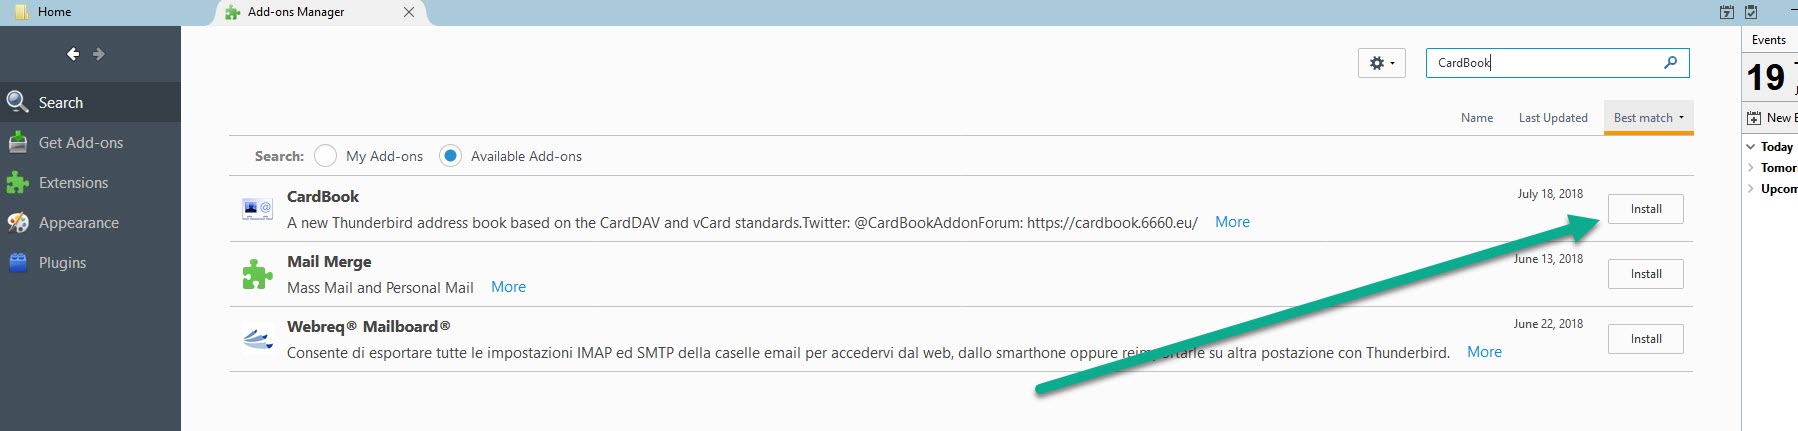 Home
Add-ons Manager
CardBook
Events
19
Search
Name Last Updated Best match
New E
Get Add-ons
Search: My Add-ons Available Add-ons
Today
Tomor
Upcom
Extensions
CardBook
July 18, 2018
Install
A new Thunderbird address book based on the CardDAV and vCard standards.Twitter: @CardBookAddonForum: https://cardbook.6660.eu/ More
Appearance
Plugins
Mail Merge
June 13, 2018
Install
Mass Mail and Personal Mail More
Webreq® Mailboard®
June 22, 2018
Install
Consente di esportare tutte le impostazioni IMAP ed SMTP della caselle email per accedervi dal web, dallo smarthone oppure reimportarle su altra postazione con Thunderbird. More